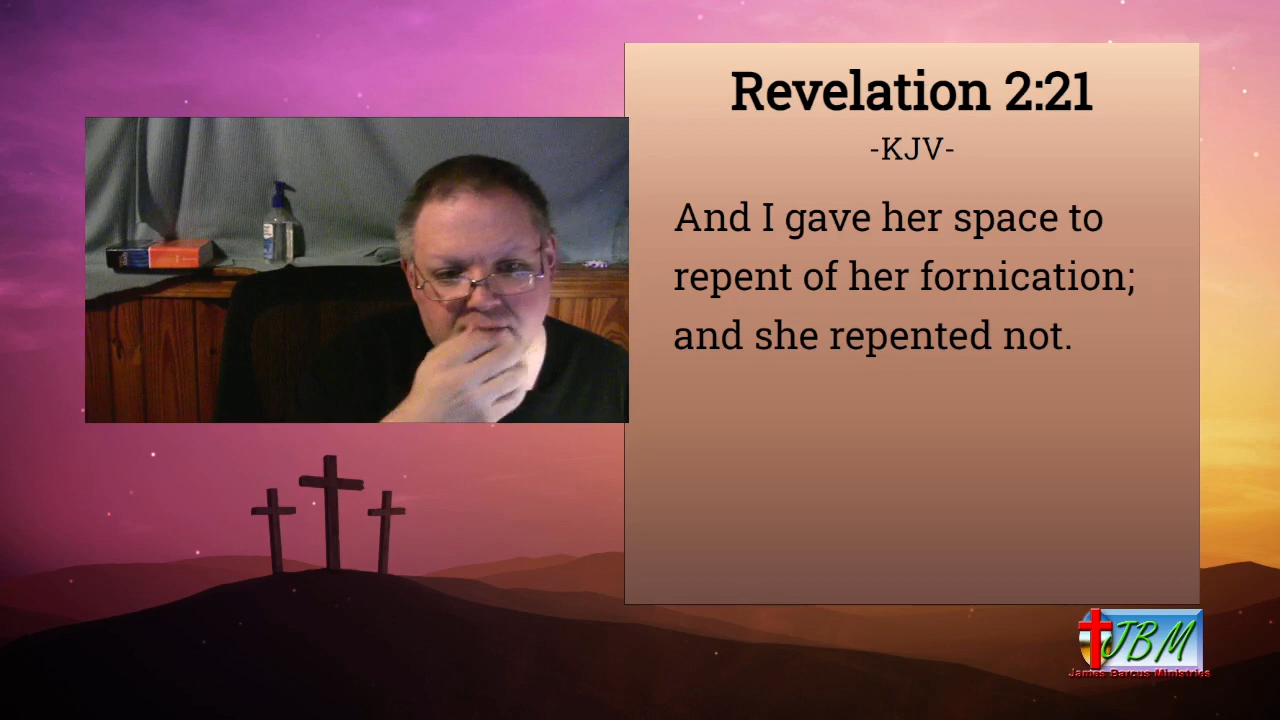 Revelation 2:21
-KJV-
And I gave her space to
repent of her fornication;
and she repented not.
JBM
James Barcus Ministries